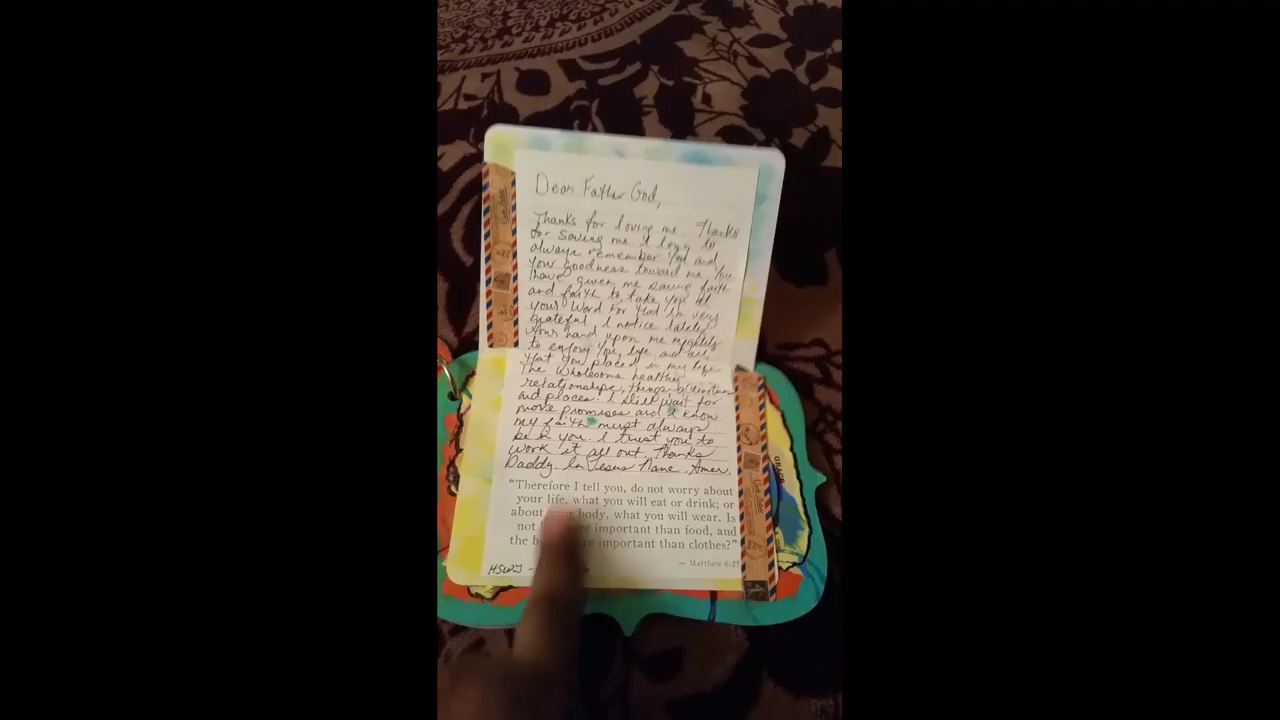 Dear Father God,
Thanks for loving me. Thanks
for saving me. I long to
always remember You and
Your goodness toward me. You
have given me saving faith
and faith to take You at
your Word. For that I'm very
grateful. I notice lately
your hand upon me mightily
to enjoy You, life, and all
that You placed in my life.
The wholesome healthy
relationships, things,
and places. I still wait for
more promises and I know
my faith must always
be in you. I trust you to
work it all out. Thanks
Daddy. In Jesus Name. Amen.
"Therefore I tell you, do not worry about
your life, what you will eat or drink; or
about your body, what you will wear. Is
not important than food, and
the important than clothes?"
— Matthew 6:25
GRACE